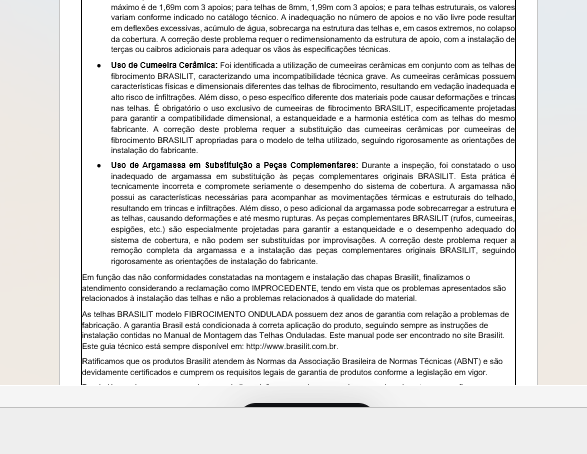 máximo é de 1,69m com 3 apoios; para telhas de 8mm, 1,99m com 3 apoios; e para telhas estruturais, os valores
variam conforme indicado no catálogo técnico. A inadequação no número de apoios e no vão livre pode resultar
em deflexões excessivas, acúmulo de água, sobrecarga na estrutura das telhas e, em casos extremos, no colapso
da cobertura. A correção deste problema requer o redimensionamento da estrutura de apoio, com a instalação de
terças ou caibros adicionais para adequar os vãos às especificações técnicas.
● Uso de Cumeeira Cerâmica: Foi identificada a utilização de cumeeiras cerâmicas em conjunto com as telhas de
fibrocimento BRASILIT, caracterizando uma incompatibilidade técnica grave. As cumeeiras cerâmicas possuem
características físicas e dimensionais diferentes das telhas de fibrocimento, resultando em vedação inadequada e
alto risco de infiltrações. Além disso, o peso específico diferente dos materiais pode causar deformações e trincas
nas telhas. É obrigatório o uso exclusivo de cumeeiras de fibrocimento BRASILIT, especificamente projetadas
para garantir a compatibilidade dimensional, a estanqueidade e a harmonia estética com as telhas do mesmo
fabricante. A correção deste problema requer a substituição das cumeeiras cerâmicas por cumeeiras de
fibrocimento BRASILIT apropriadas para o modelo de telha utilizado, seguindo rigorosamente as orientações de
instalação do fabricante.
● Uso de Argamassa em Substituição a Peças Complementares: Durante a inspeção, foi constatado o uso
inadequado de argamassa em substituição às peças complementares originais BRASILIT. Esta prática é
tecnicamente incorreta e compromete seriamente o desempenho do sistema de cobertura. A argamassa não
possui as características necessárias para acompanhar as movimentações térmicas e estruturais do telhado,
resultando em trincas e infiltrações. Além disso, o peso adicional da argamassa pode sobrecarregar a estrutura e
as telhas, causando deformações e até mesmo rupturas. As peças complementares BRASILIT (rufos, cumeeiras,
espigões, etc.) são especialmente projetadas para garantir a estanqueidade e o desempenho adequado do
sistema de cobertura, e não podem ser substituídas por improvisações. A correção deste problema requer a
remoção completa da argamassa e a instalação das peças complementares originais BRASILIT, seguindo
rigorosamente as orientações de instalação do fabricante.
Em função das não conformidades constatadas na montagem e instalação das chapas Brasilit, finalizamos o
atendimento considerando a reclamação como IMPROCEDENTE, tendo em vista que os problemas apresentados são
relacionados à instalação das telhas e não a problemas relacionados à qualidade do material.
As telhas BRASILIT modelo FIBROCIMENTO ONDULADA possuem dez anos de garantia com relação a problemas de
fabricação. A garantia Brasil está condicionada à correta aplicação do produto, seguindo sempre as instruções de
instalação contidas no Manual de Montagem das Telhas Onduladas. Este manual pode ser encontrado no site Brasilit.
Este guia técnico está sempre disponível em: http://www.brasilit.com.br.
Ratificamos que os produtos Brasilit atendem às Normas da Associação Brasileira de Normas Técnicas (ABNT) e são
devidamente certificados e cumprem os requisitos legais de garantia de produtos conforme a legislação em vigor.